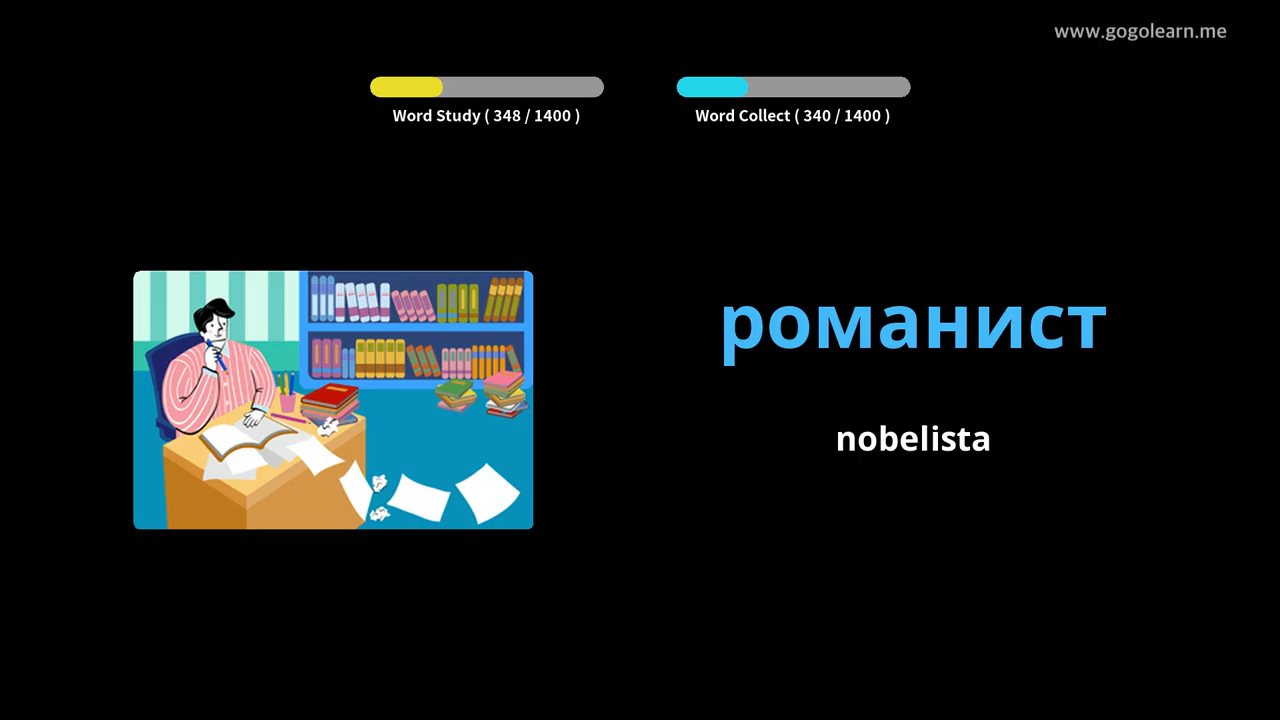 www.gogolearn.me
Word Study ( 348 / 1400 )
Word Collect ( 340 / 1400 )
романист
nobelista